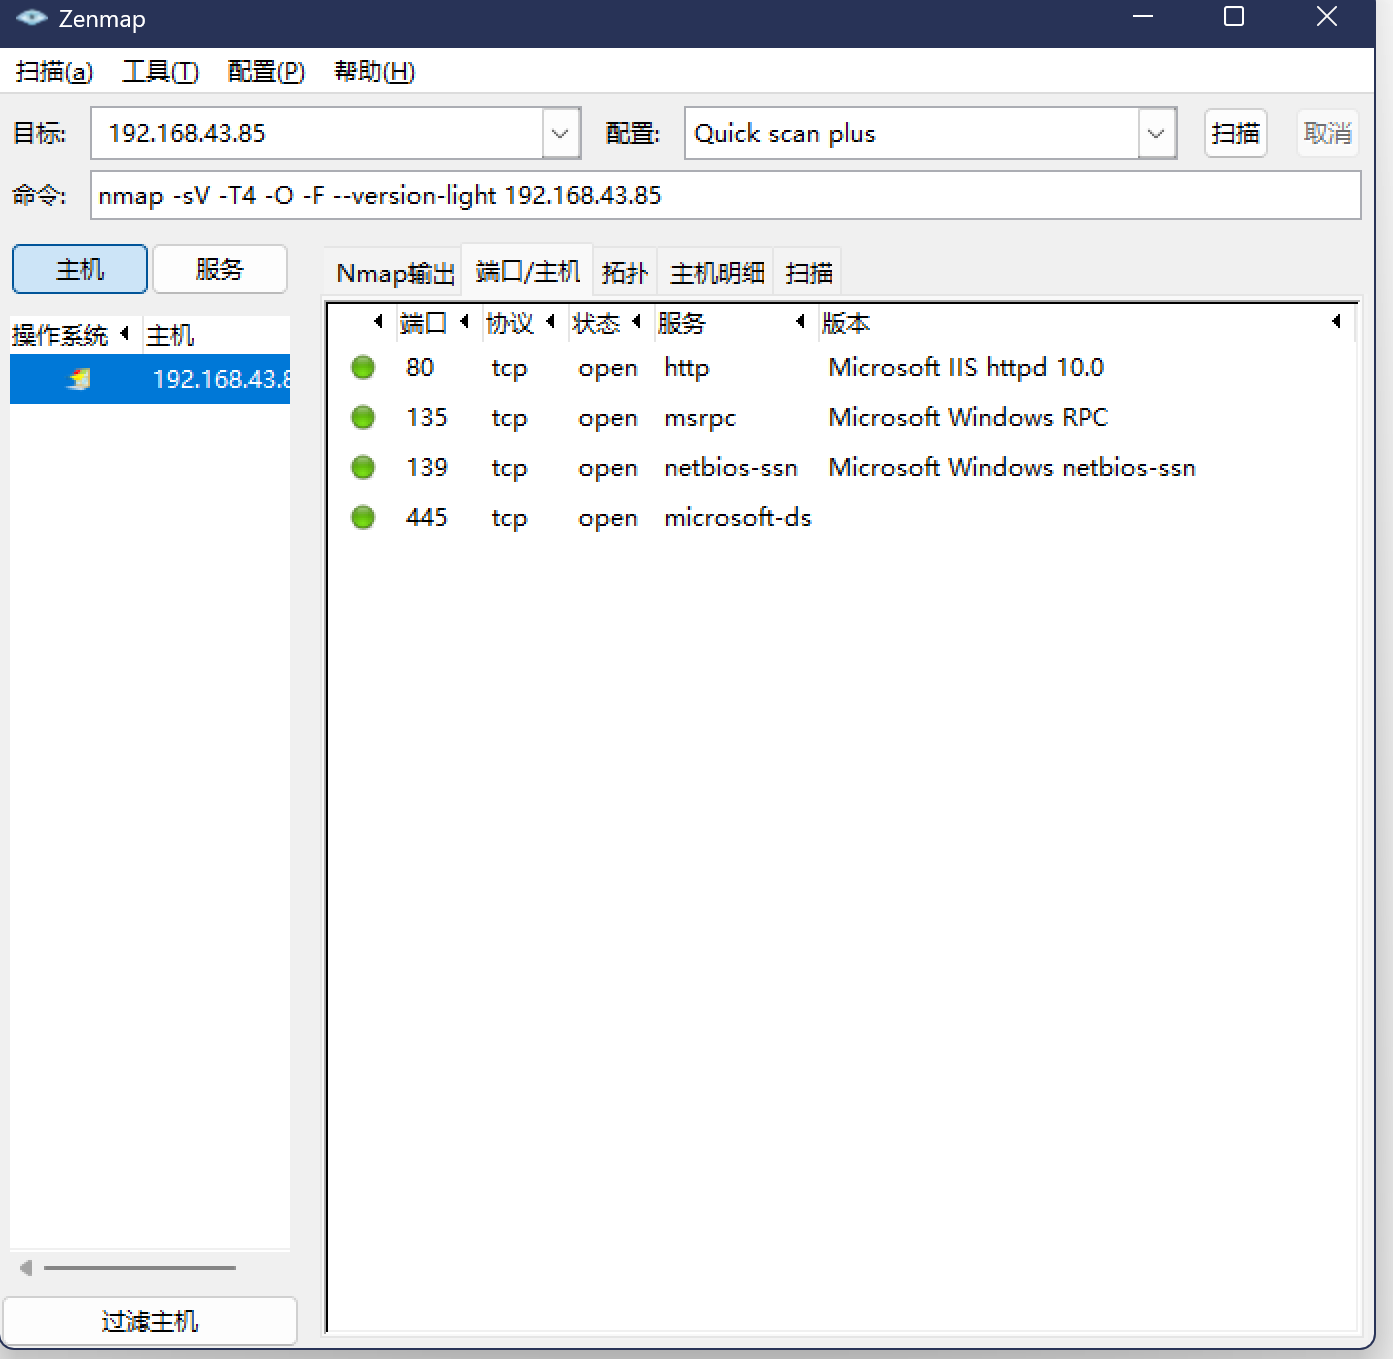 Zenmap
扫描(a) 工具(T) 配置(P) 帮助(H)
目标: 192.168.43.85 配置: Quick scan plus 扫描 取消
命令: nmap -sV -T4 -O -F --version-light 192.168.43.85
主机 服务 Nmap输出 端口/主机 拓扑 主机明细 扫描
操作系统 主机 端口 协议 状态 服务 版本
192.168.43.8 80 tcp open http Microsoft IIS httpd 10.0
135 tcp open msrpc Microsoft Windows RPC
139 tcp open netbios-ssn Microsoft Windows netbios-ssn
445 tcp open microsoft-ds
过滤主机